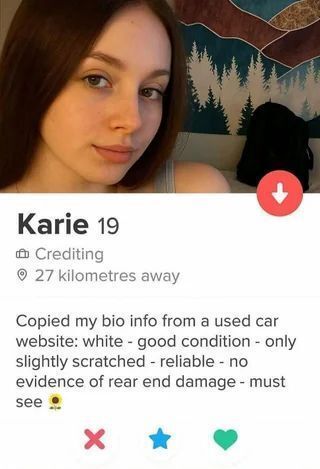 Karie 19
Crediting
27 kilometres away
Copied my bio info from a used car
website: white - good condition - only
slightly scratched - reliable - no
evidence of rear end damage - must
see 🌻